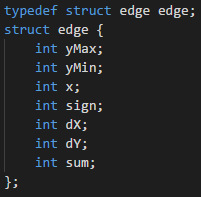 typedef struct edge edge;
struct edge {
    int yMax;
    int yMin;
    int x;
    int sign;
    int dX;
    int dY;
    int sum;
};